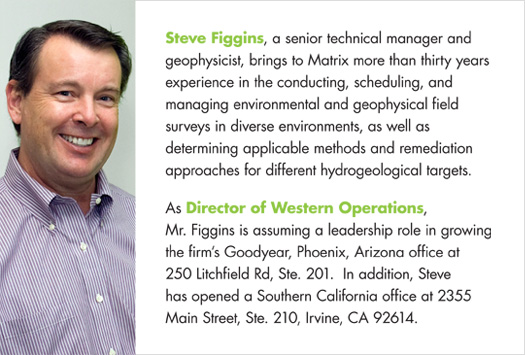 Steve Figgins, a senior technical manager and
geophysicist, brings to Matrix more than thirty years
experience in the conducting, scheduling, and
managing environmental and geophysical field
surveys in diverse environments, as well as
determining applicable methods and remediation
approaches for different hydrogeological targets.
As Director of Western Operations,
Mr. Figgins is assuming a leadership role in growing
the firm's Goodyear, Phoenix, Arizona office at
250 Litchfield Rd, Ste. 201. In addition, Steve
has opened a Southern California office at 2355
Main Street, Ste. 210, Irvine, CA 92614.